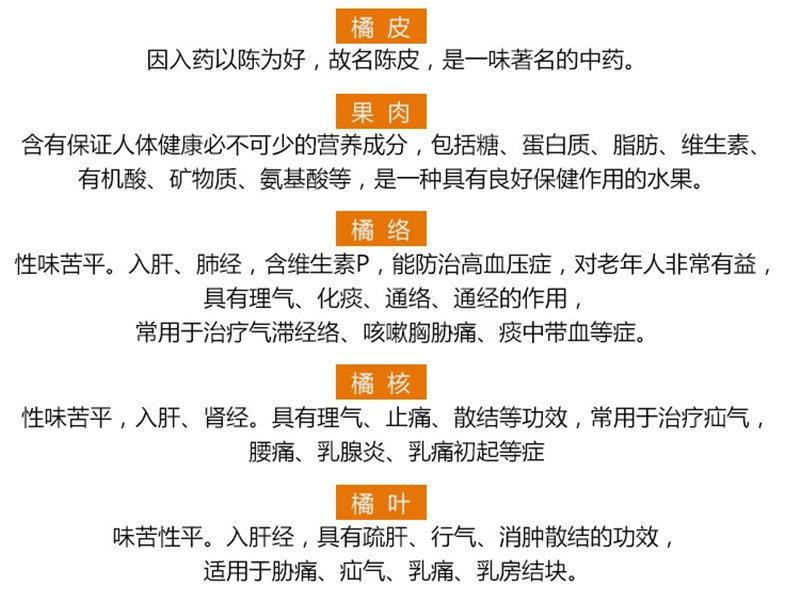 橘皮
因入药以陈为好，故名陈皮，是一味著名的中药。
果肉
含有保证人体健康必不可少的营养成分，包括糖、蛋白质、脂肪、维生素、
有机酸、矿物质、氨基酸等，是一种具有良好保健作用的水果。
橘络
性味苦平。入肝、肺经，含维生素P，能防治高血压症，对老年人非常有益，
具有理气、化痰、通络、通经的作用，
常用于治疗气滞经络、咳嗽胸胁痛、痰中带血等症。
橘核
性味苦平，入肝、肾经。具有理气、止痛、散结等功效，常用于治疗疝气，
腰痛、乳腺炎、乳痛初起等症
橘叶
味苦性平。入肝经，具有疏肝、行气、消肿散结的功效，
适用于胁痛、疝气、乳痛、乳房结块。